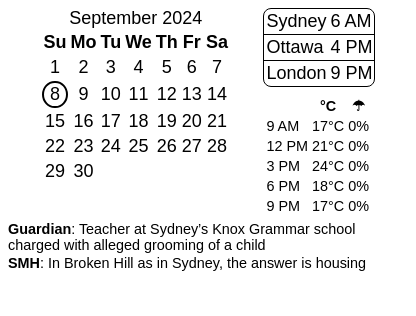 September 2024
Su Mo Tu We Th Fr Sa
1 2 3 4 5 6 7
8 9 10 11 12 13 14
15 16 17 18 19 20 21
22 23 24 25 26 27 28
29 30
Sydney 6 AM
Ottawa 4 PM
London 9 PM
°C ☂
9 AM 17°C 0%
12 PM 21°C 0%
3 PM 24°C 0%
6 PM 18°C 0%
9 PM 17°C 0%
Guardian: Teacher at Sydney’s Knox Grammar school
charged with alleged grooming of a child
SMH: In Broken Hill as in Sydney, the answer is housing